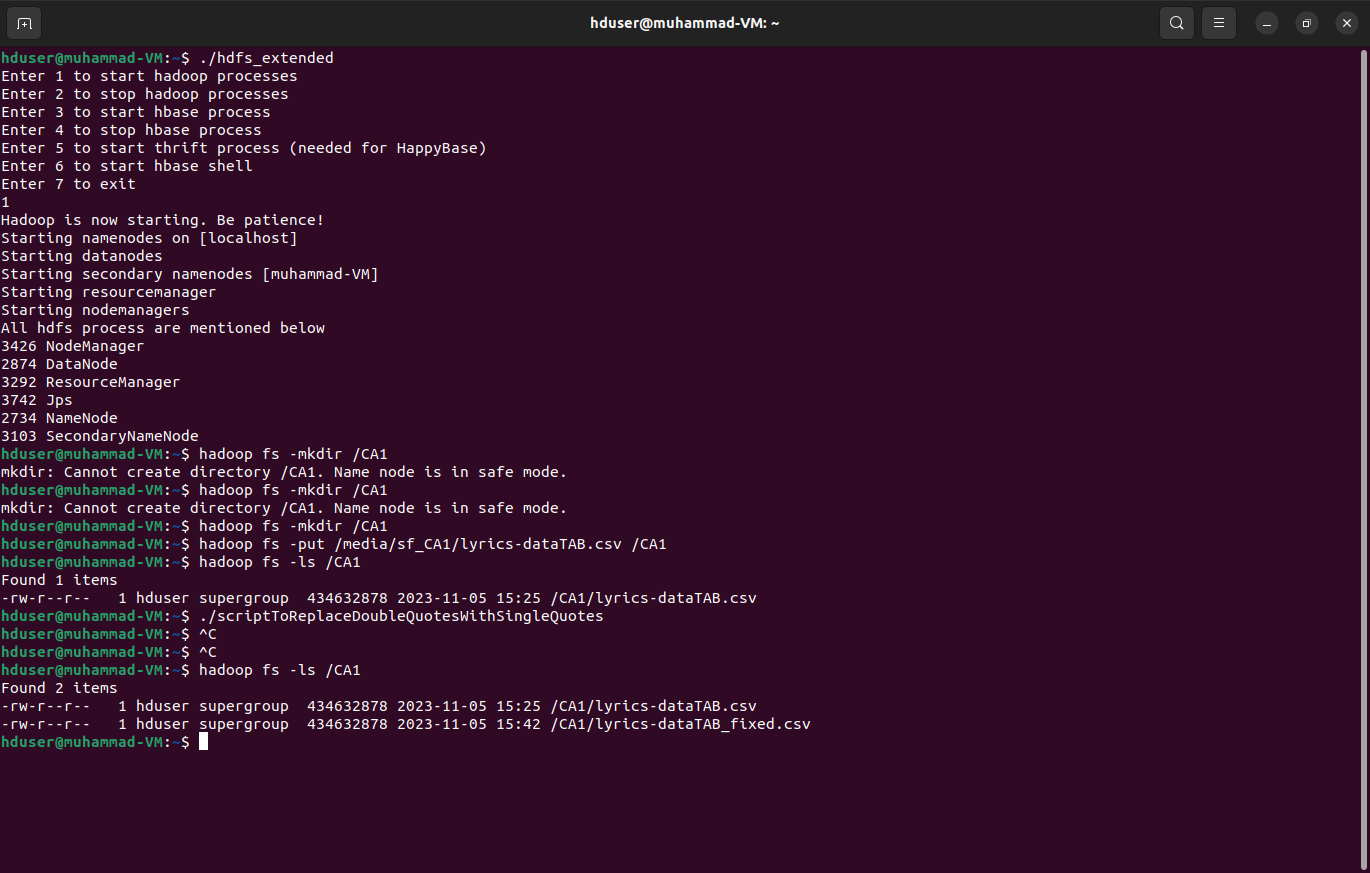 hduser@muhammad-VM: ~
hduser@muhammad-VM:~$ ./hdfs_extended
Enter 1 to start hadoop processes
Enter 2 to stop hadoop processes
Enter 3 to start hbase process
Enter 4 to stop hbase process
Enter 5 to start thrift process (needed for HappyBase)
Enter 6 to start hbase shell
Enter 7 to exit
1
Hadoop is now starting. Be patience!
Starting namenodes on [localhost]
Starting datanodes
Starting secondary namenodes [muhammad-VM]
Starting resourcemanager
Starting nodemanagers
All hdfs process are mentioned below
3426 NodeManager
2874 DataNode
3292 ResourceManager
3742 Jps
2734 NameNode
3103 SecondaryNameNode
hduser@muhammad-VM:~$ hadoop fs -mkdir /CA1
mkdir: Cannot create directory /CA1. Name node is in safe mode.
hduser@muhammad-VM:~$ hadoop fs -mkdir /CA1
mkdir: Cannot create directory /CA1. Name node is in safe mode.
hduser@muhammad-VM:~$ hadoop fs -mkdir /CA1
hduser@muhammad-VM:~$ hadoop fs -put /media/sf_CA1/lyrics-dataTAB.csv /CA1
hduser@muhammad-VM:~$ hadoop fs -ls /CA1
Found 1 items
-rw-r--r--   1 hduser supergroup  434632878 2023-11-05 15:25 /CA1/lyrics-dataTAB.csv
hduser@muhammad-VM:~$ ./scriptToReplaceDoubleQuotesWithSingleQuotes
hduser@muhammad-VM:~$ ^C
hduser@muhammad-VM:~$ ^C
hduser@muhammad-VM:~$ hadoop fs -ls /CA1
Found 2 items
-rw-r--r--   1 hduser supergroup  434632878 2023-11-05 15:25 /CA1/lyrics-dataTAB.csv
-rw-r--r--   1 hduser supergroup  434632878 2023-11-05 15:42 /CA1/lyrics-dataTAB_fixed.csv
hduser@muhammad-VM:~$